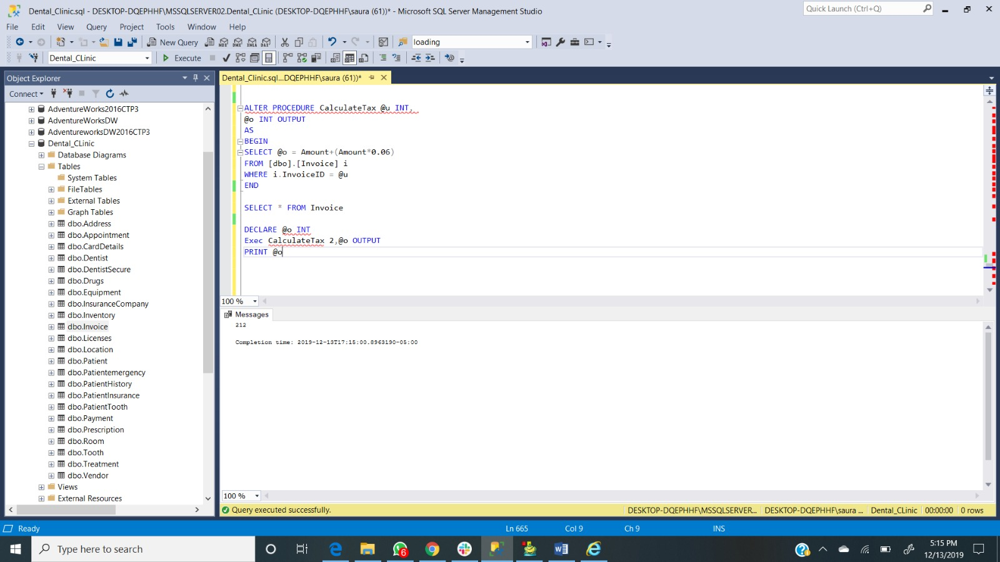 Dental_Clinic.sql - DESKTOP-DQEPHHF\MSSQLSERVER02.Dental_CLinic (DESKTOP-DQEPHHF\saura (61))* - Microsoft SQL Server Management Studio
Quick Launch (Ctrl+Q)
File Edit View Query Project Tools Window Help
New Query MDX DMX XMLA DAX loading
Dental_CLinic Execute
Object Explorer
Connect
AdventureWorks2016CTP3
AdventureWorksDW
AdventureworksDW2016CTP3
Dental_CLinic
Database Diagrams
Tables
System Tables
FileTables
External Tables
Graph Tables
dbo.Address
dbo.Appointment
dbo.CardDetails
dbo.Dentist
dbo.DentistSecure
dbo.Drugs
dbo.Equipment
dbo.InsuranceCompany
dbo.Inventory
dbo.Invoice
dbo.Licenses
dbo.Location
dbo.Patient
dbo.Patientemergency
dbo.PatientHistory
dbo.PatientInsurance
dbo.PatientTooth
dbo.Payment
dbo.Prescription
dbo.Room
dbo.Tooth
dbo.Treatment
dbo.Vendor
Views
External Resources
Dental_Clinic.sql...DQEPHHF\saura (61))*
ALTER PROCEDURE CalculateTax @u INT,
@o INT OUTPUT
AS
BEGIN
SELECT @o = Amount+(Amount*0.06)
FROM [dbo].[Invoice] i
WHERE i.InvoiceID = @u
END
SELECT * FROM Invoice
DECLARE @o INT
Exec CalculateTax 2,@o OUTPUT
PRINT @o
100 %
Messages
212
Completion time: 2019-12-13T17:15:00.8963190-05:00
100 %
Query executed successfully.
DESKTOP-DQEPHHF\MSSQLSERVER... DESKTOP-DQEPHHF\saura ... Dental_CLinic 00:00:00 0 rows
Ready Ln 665 Col 9 Ch 9 INS
Type here to search
6
5:15 PM
12/13/2019